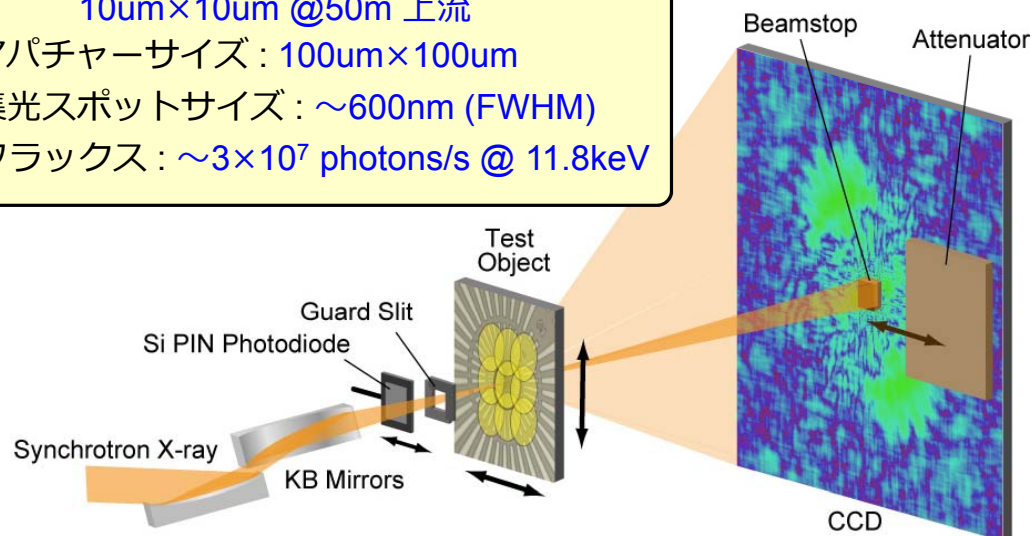 10um×10um @50m 上流
アパチャーサイズ : 100um×100um
集光スポットサイズ : ～600nm (FWHM)
フラックス : ～3×10⁷ photons/s @ 11.8keV
Beamstop
Attenuator
Test
Object
Guard Slit
Si PIN Photodiode
Synchrotron X-ray
KB Mirrors
CCD